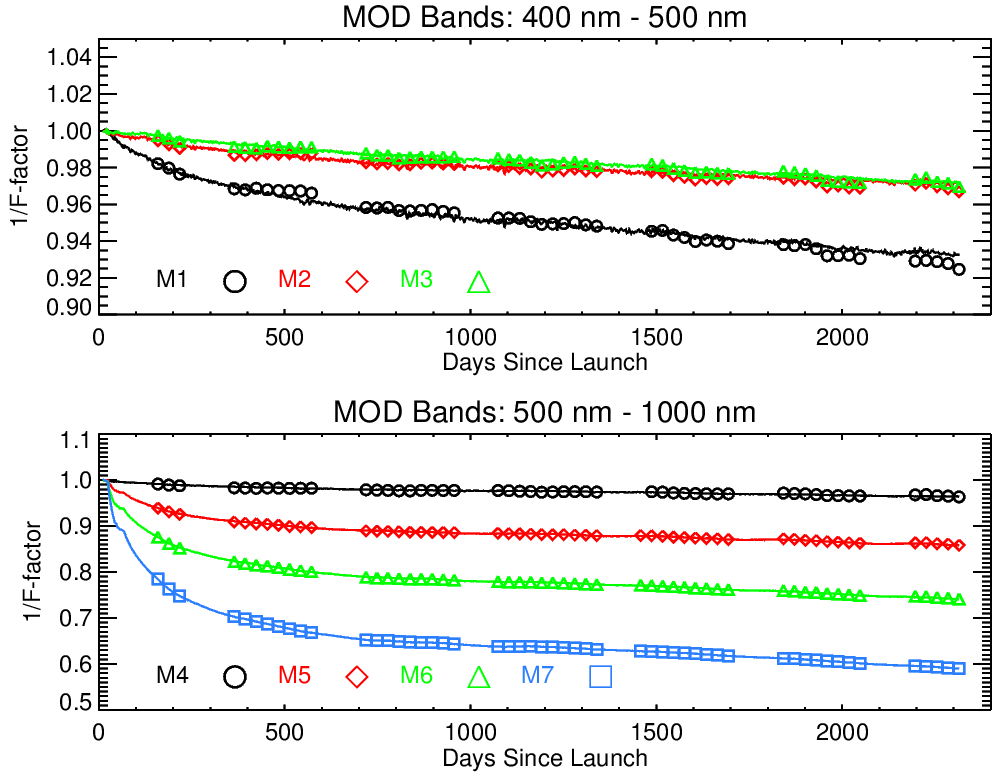 MOD Bands: 400 nm - 500 nm
1/F-factor
1.04
1.02
1.00
0.98
0.96
0.94
0.92
0.90
M1 M2 M3
0 500 1000 1500 2000
Days Since Launch
MOD Bands: 500 nm - 1000 nm
1/F-factor
1.1
1.0
0.9
0.8
0.7
0.6
0.5
M4 M5 M6 M7
0 500 1000 1500 2000
Days Since Launch